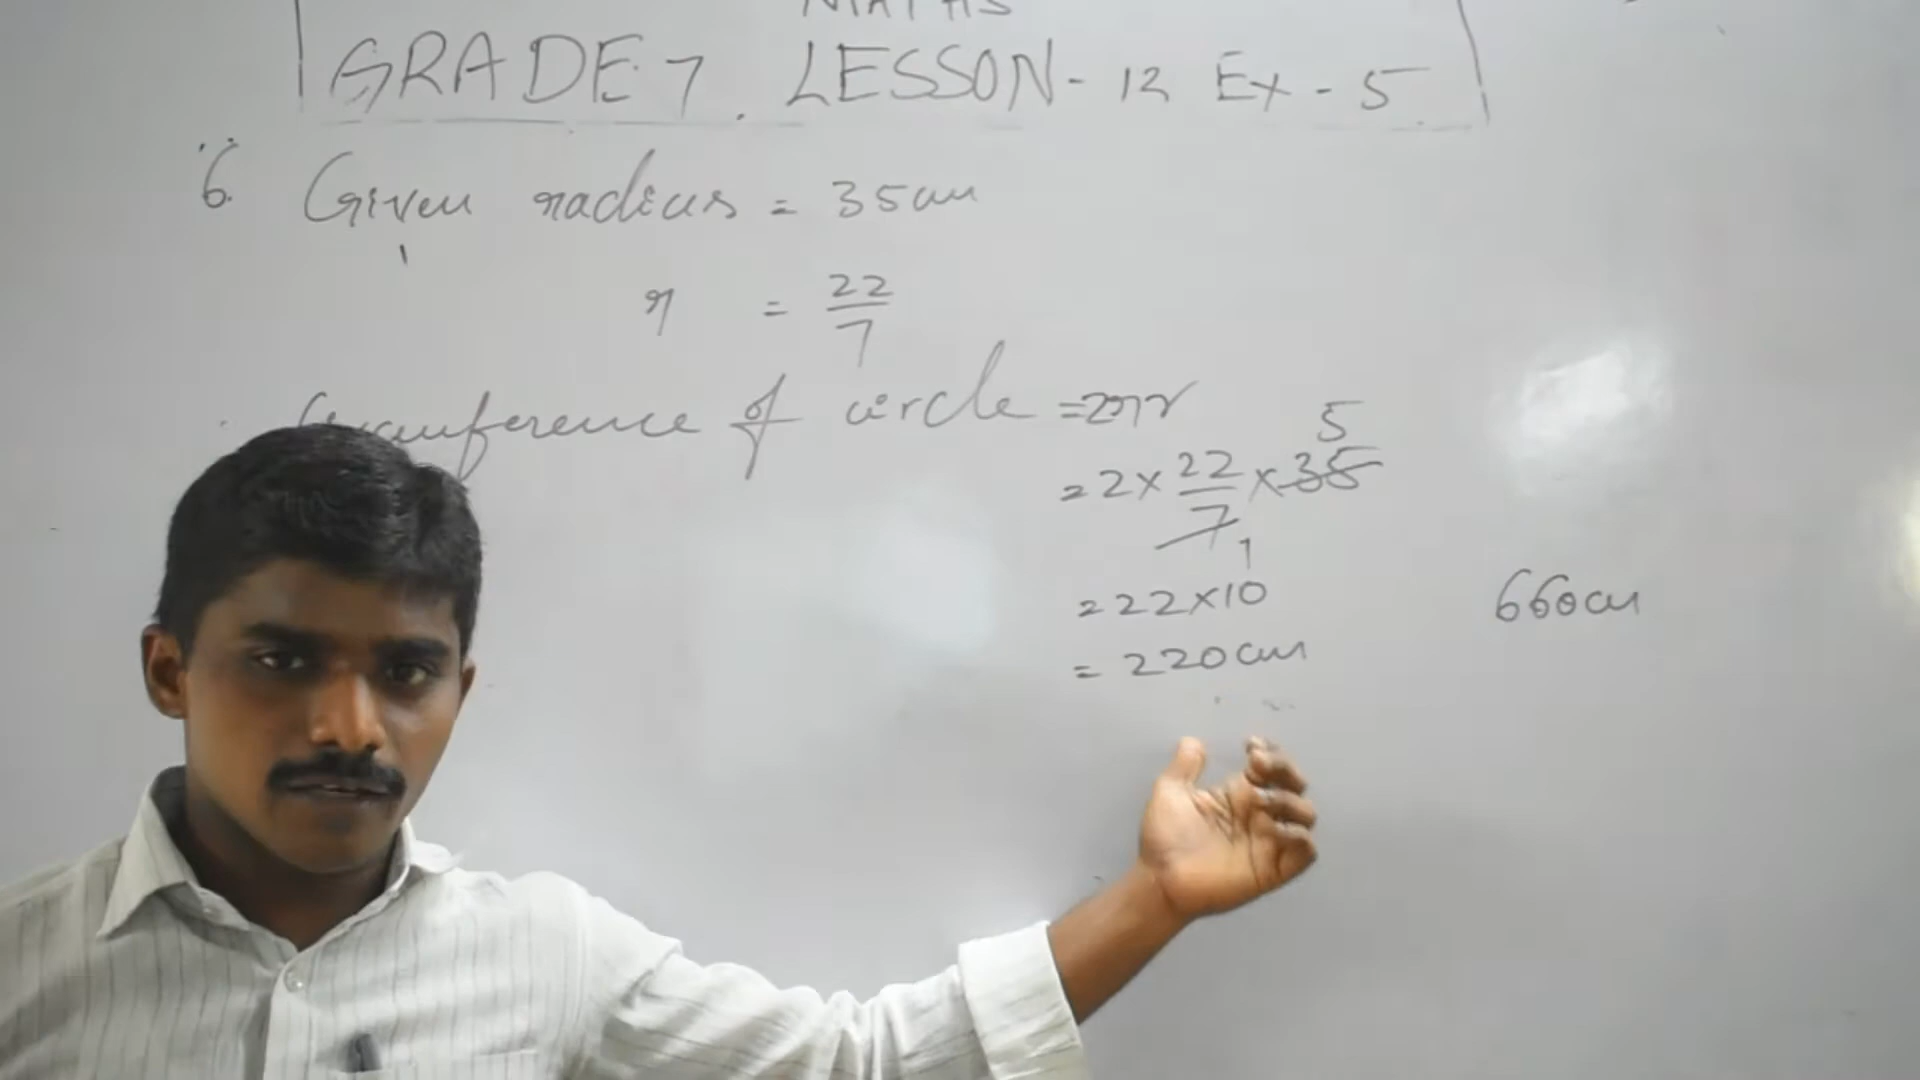 MATHS
GRADE 7. LESSON - 12 Ex - 5
6. Given radius = 35cm
π = 22/7
Circumference of circle = 2πr
= 2 × 22/7 × 35 5
1
= 22×10
= 220cm
660cm